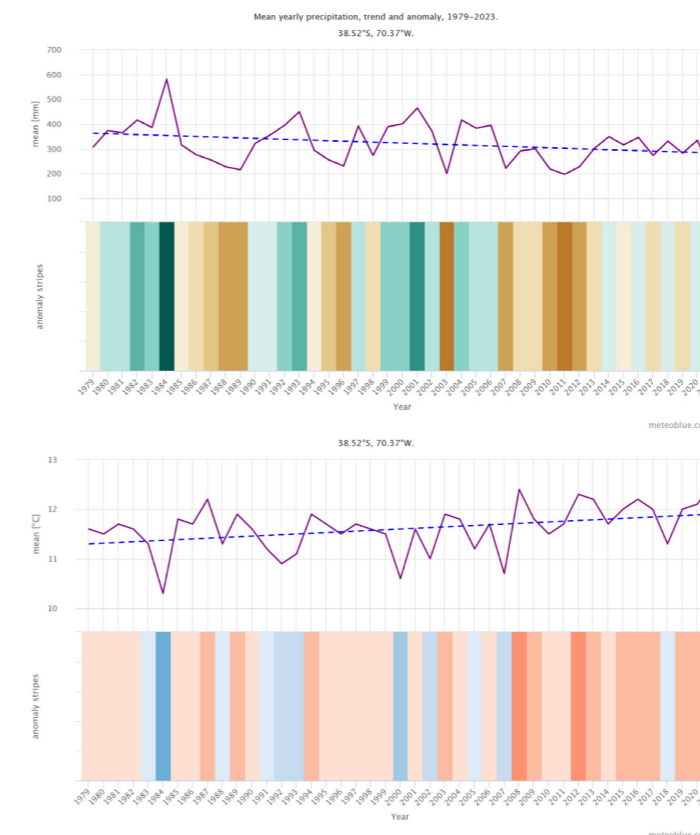 Mean yearly precipitation, trend and anomaly, 1979-2023.
38.52°S, 70.37°W.
700
600
500
400
300
200
100
mean [mm]
anomaly stripes
1979 1980 1981 1982 1983 1984 1985 1986 1987 1988 1989 1990 1991 1992 1993 1994 1995 1996 1997 1998 1999 2000 2001 2002 2003 2004 2005 2006 2007 2008 2009 2010 2011 2012 2013 2014 2015 2016 2017 2018 2019 2020
Year
meteoblue.c
38.52°S, 70.37°W.
13
12
11
10
mean [°C]
anomaly stripes
1979 1980 1981 1982 1983 1984 1985 1986 1987 1988 1989 1990 1991 1992 1993 1994 1995 1996 1997 1998 1999 2000 2001 2002 2003 2004 2005 2006 2007 2008 2009 2010 2011 2012 2013 2014 2015 2016 2017 2018 2019 2020
Year